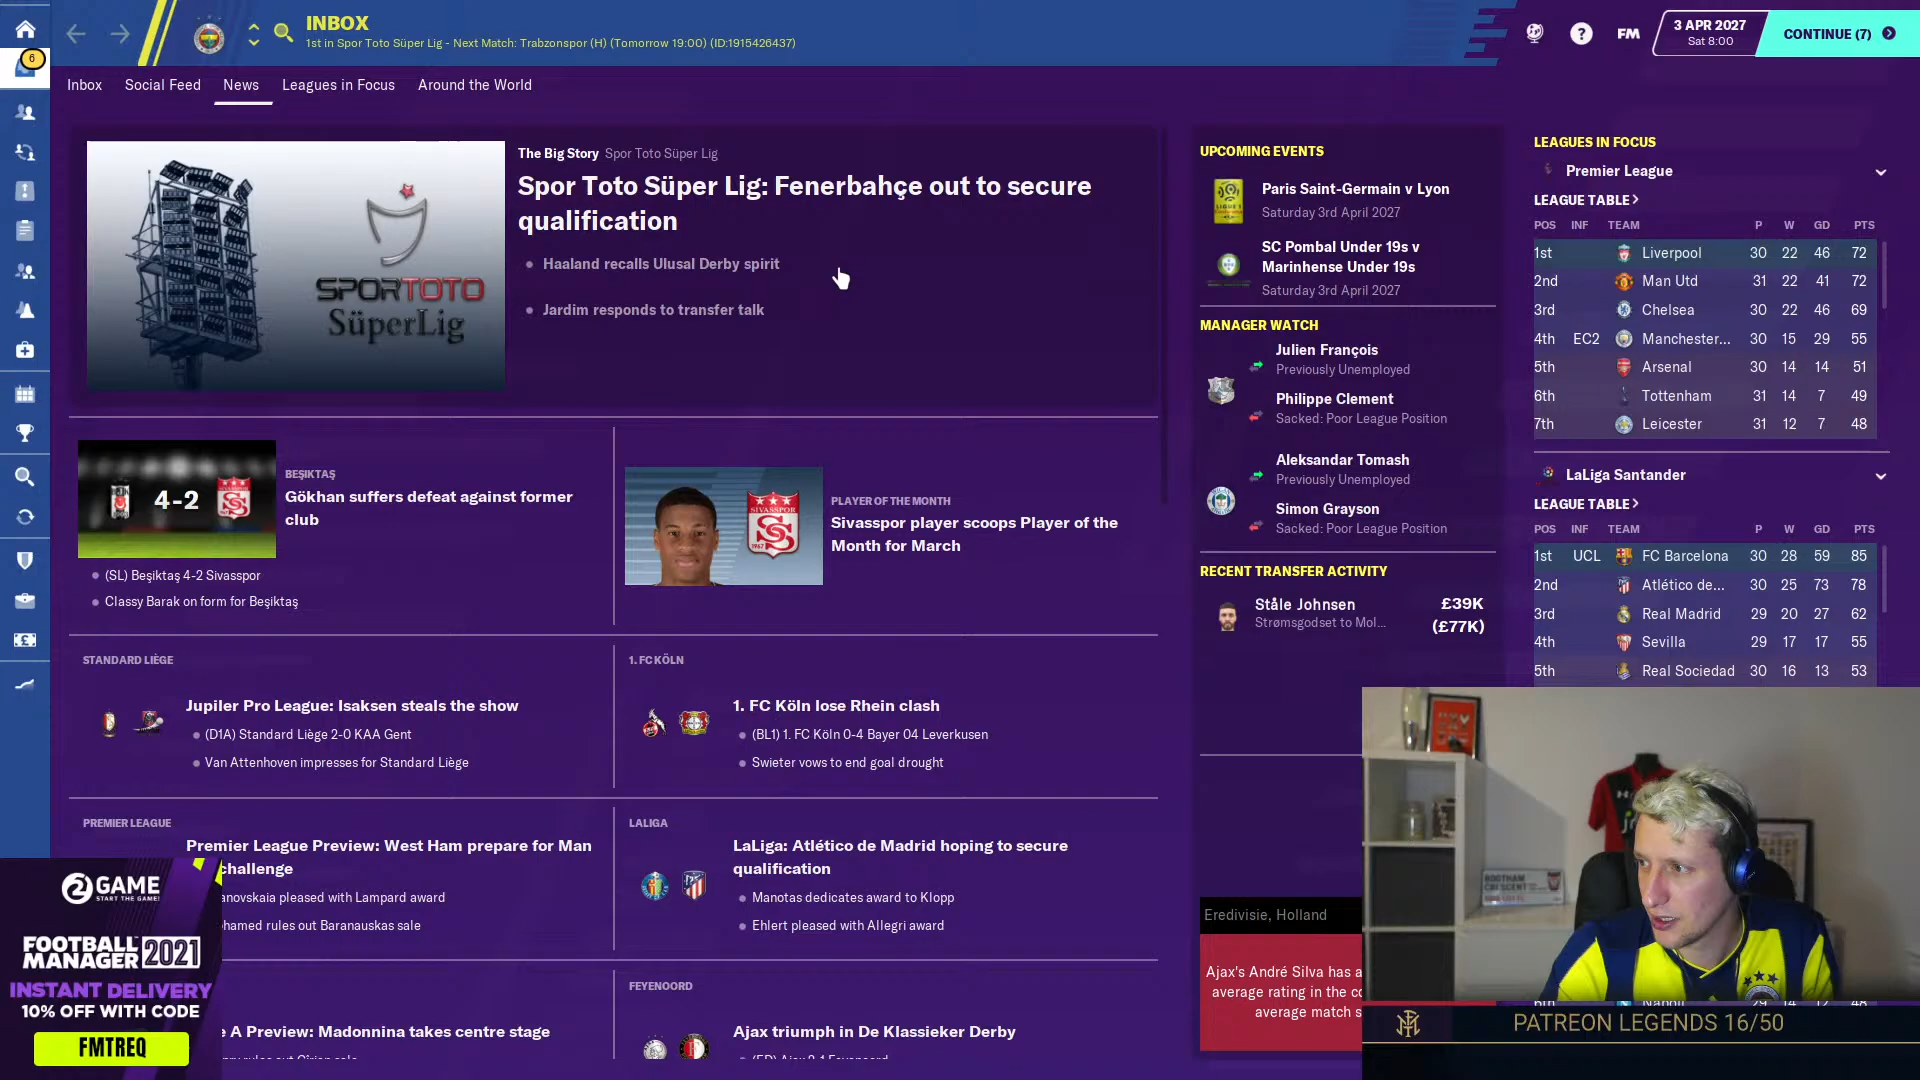 INBOX
1st in Spor Toto Süper Lig - Next Match: Trabzonspor (H) (Tomorrow 19:00) (ID:1915426437)
?
FM
3 APR 2027
Sat 8:00
CONTINUE (7)
6
Inbox
Social Feed
News
Leagues in Focus
Around the World
SPORTOTO
SüperLig
The Big Story Spor Toto Süper Lig
Spor Toto Süper Lig: Fenerbahçe out to secure
qualification
Haaland recalls Ulusal Derby spirit
Jardim responds to transfer talk
4-2
BEŞIKTAŞ
Gökhan suffers defeat against former
club
(SL) Beşiktaş 4-2 Sivasspor
Classy Barak on form for Beşiktaş
SIVASSPOR
1967
PLAYER OF THE MONTH
Sivasspor player scoops Player of the
Month for March
STANDARD LIÈGE
Jupiler Pro League: Isaksen steals the show
(D1A) Standard Liège 2-0 KAA Gent
Van Attenhoven impresses for Standard Liège
1. FC KÖLN
1. FC Köln lose Rhein clash
(BL1) 1. FC Köln 0-4 Bayer 04 Leverkusen
Swieter vows to end goal drought
PREMIER LEAGUE
Premier League Preview: West Ham prepare for Man
challenge
anovskaia pleased with Lampard award
hamed rules out Baranauskas sale
LALIGA
LaLiga: Atlético de Madrid hoping to secure
qualification
Manotas dedicates award to Klopp
Ehlert pleased with Allegri award
e A Preview: Madonnina takes centre stage
FEYENOORD
Ajax triumph in De Klassieker Derby
UPCOMING EVENTS
Paris Saint-Germain v Lyon
Saturday 3rd April 2027
SC Pombal Under 19s v
Marinhense Under 19s
Saturday 3rd April 2027
MANAGER WATCH
Julien François
Previously Unemployed
Philippe Clement
Sacked: Poor League Position
Aleksandar Tomash
Previously Unemployed
Simon Grayson
Sacked: Poor League Position
RECENT TRANSFER ACTIVITY
Ståle Johnsen £39K
Strømsgodset to Mol... (£77K)
Eredivisie, Holland
Ajax's André Silva has a
average rating in the co
average match s
LEAGUES IN FOCUS
Premier League
LEAGUE TABLE
POS INF TEAM P W GD PTS
1st Liverpool 30 22 46 72
2nd Man Utd 31 22 41 72
3rd Chelsea 30 22 46 69
4th EC2 Manchester... 30 15 29 55
5th Arsenal 30 14 14 51
6th Tottenham 31 14 7 49
7th Leicester 31 12 7 48
LaLiga Santander
LEAGUE TABLE
POS INF TEAM P W GD PTS
1st UCL FC Barcelona 30 28 59 85
2nd Atlético de... 30 25 73 78
3rd Real Madrid 29 20 27 62
4th Sevilla 29 17 17 55
5th Real Sociedad 30 16 13 53
BOOTHAM
CRESCENT
2GAME
START THE GAME!
FOOTBALL
MANAGER 2021
INSTANT DELIVERY
10% OFF WITH CODE
FMTREQ
PATREON LEGENDS 16/50